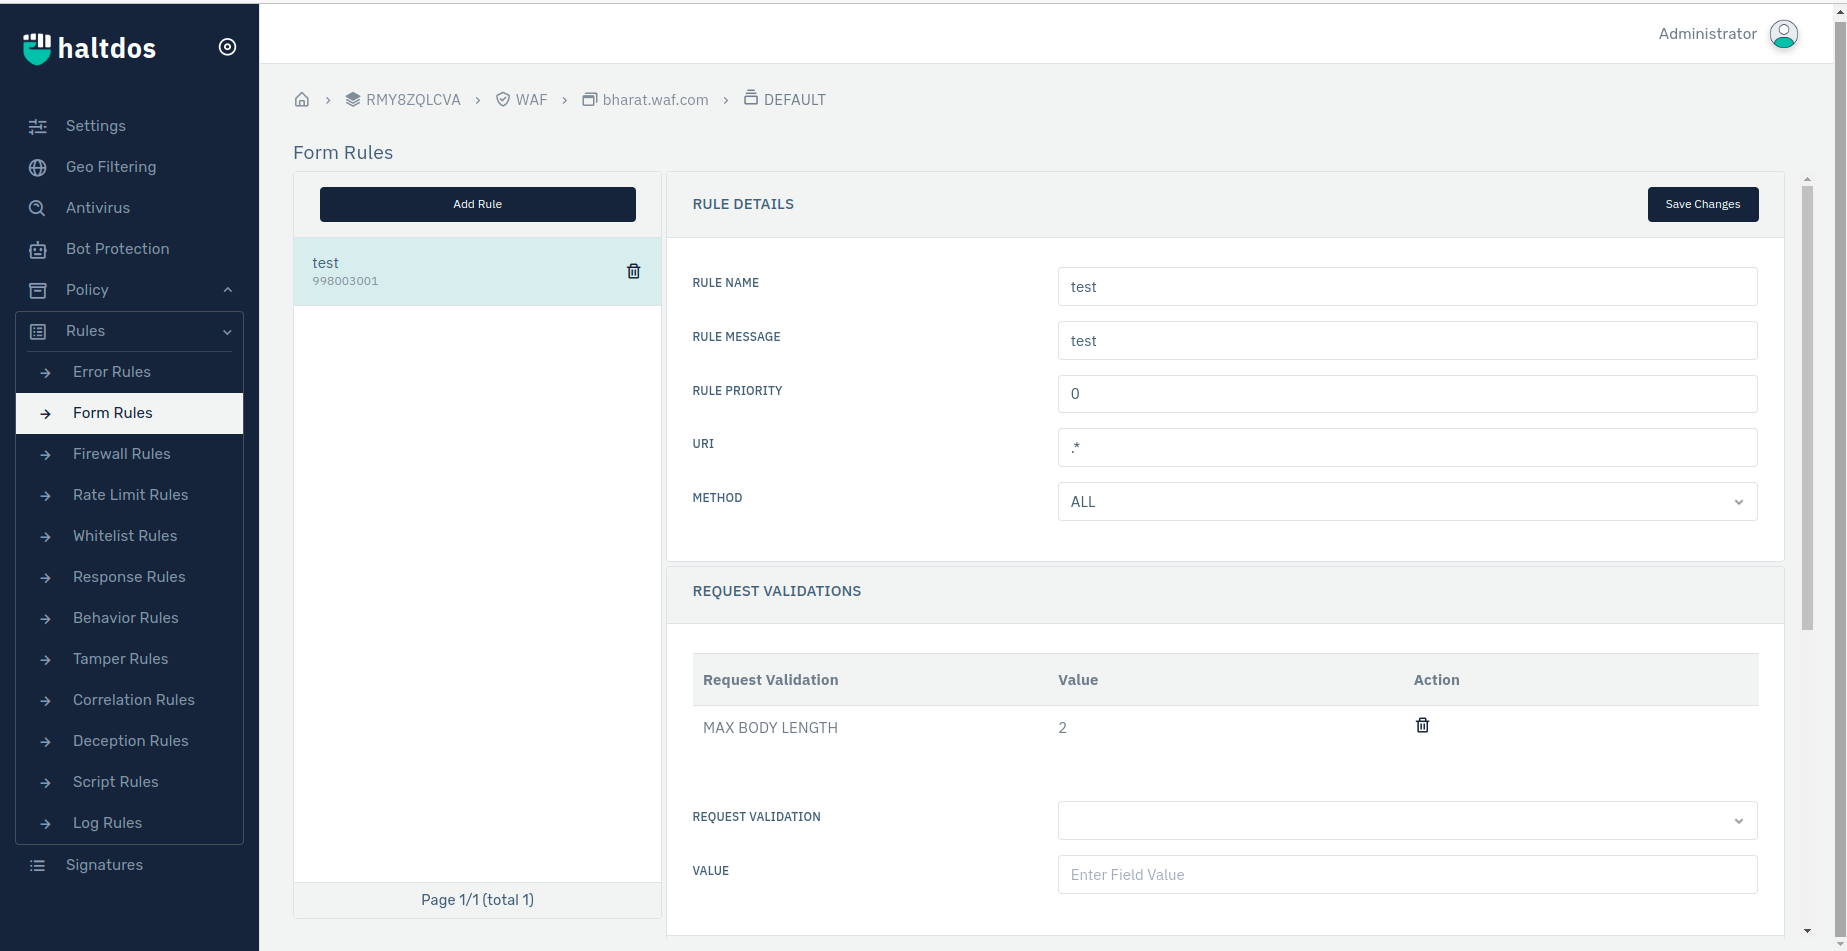 haltdos
Administrator
Settings
Geo Filtering
Antivirus
Bot Protection
Policy
Rules
Error Rules
Form Rules
Firewall Rules
Rate Limit Rules
Whitelist Rules
Response Rules
Behavior Rules
Tamper Rules
Correlation Rules
Deception Rules
Script Rules
Log Rules
Signatures
RMY8ZQLCVA > WAF > bharat.waf.com > DEFAULT
Form Rules
Add Rule
test
998003001
Page 1/1 (total 1)
RULE DETAILS
Save Changes
RULE NAME test
RULE MESSAGE test
RULE PRIORITY 0
URI .*
METHOD ALL
REQUEST VALIDATIONS
Request Validation Value Action
MAX BODY LENGTH 2
REQUEST VALIDATION
VALUE Enter Field Value